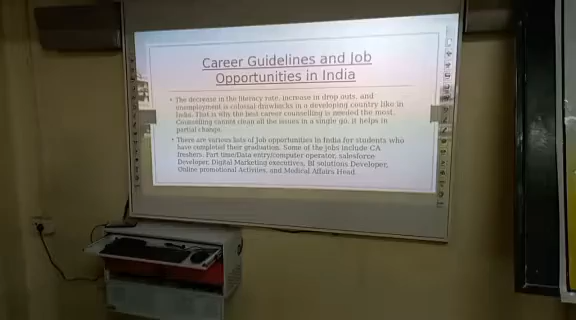 Career Guidelines and Job
Opportunities in India
• The decrease in the literacy rate, increase in drop outs, and
unemployment is colossal drawbacks in a developing country like in
India. That is why the best career counselling is needed the most.
Counselling cannot clean all the issues in a single go, it helps in
partial change.
• There are various lists of Job opportunities in India for students who
have completed their graduation. Some of the jobs include CA
freshers, Part time/Data entry/computer operator, salesforce
Developer, Digital Marketing executives, BI solutions Developer,
Online promotional Activities, and Medical Affairs Head.